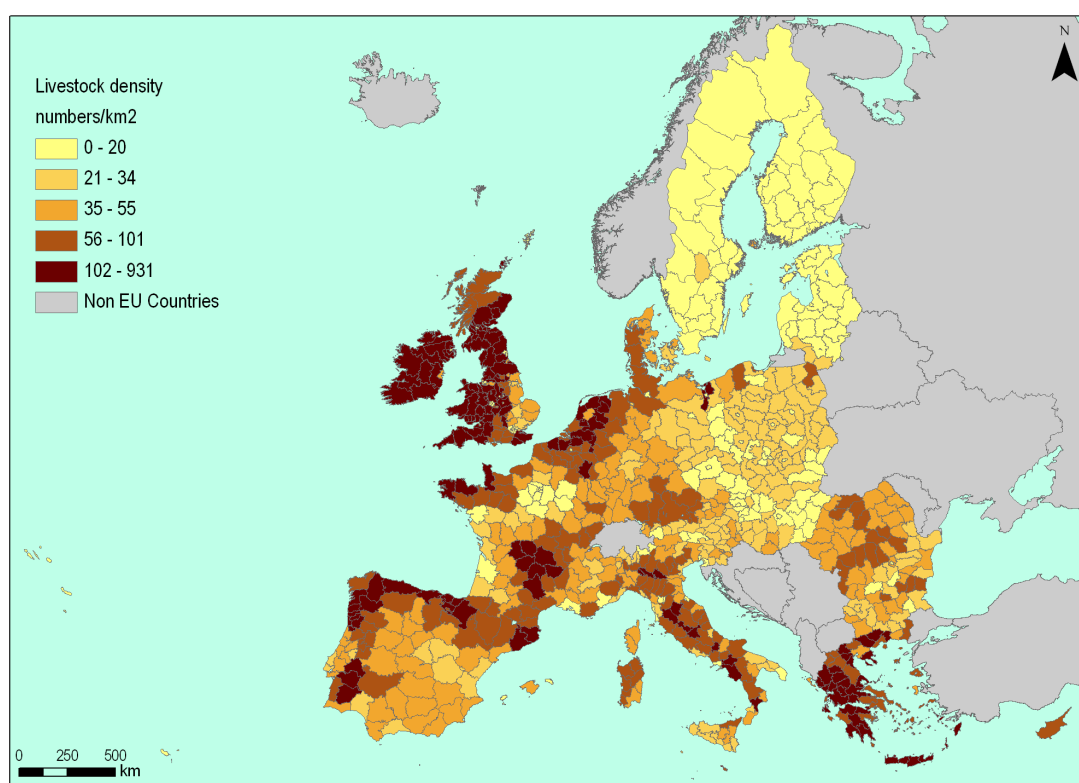 N
Livestock density
numbers/km2
0 - 20
21 - 34
35 - 55
56 - 101
102 - 931
Non EU Countries
0 250 500
km